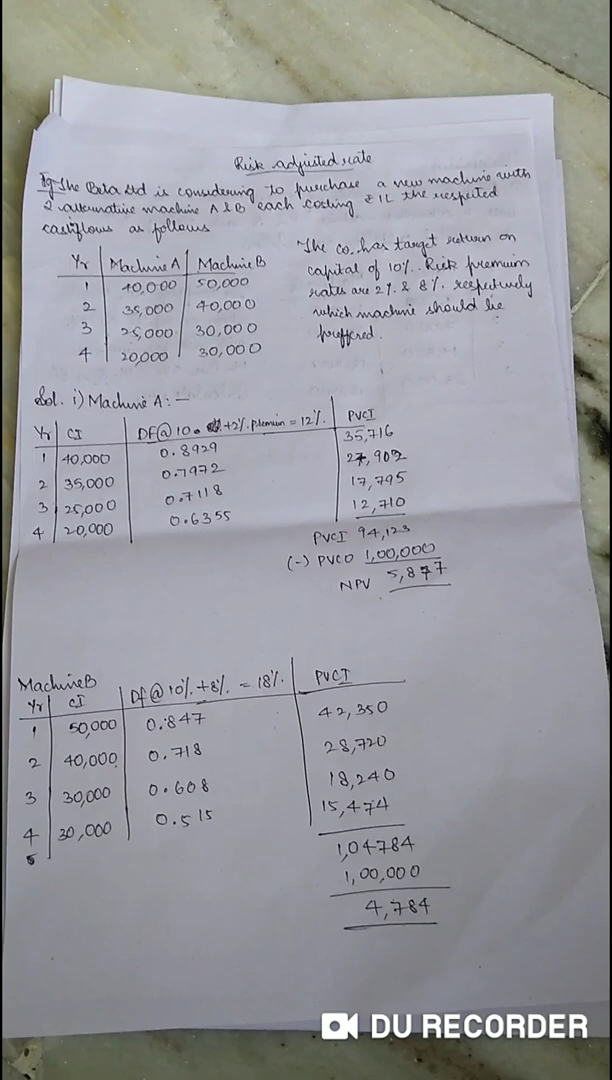 Risk adjusted rate
Eg The Beta Ltd is considering to purchase a new machine with
2 alternative machine A & B each costing ₹ 1L the respected
cashflows as follows
Yr | Machine A | Machine B
1 40,000 50,000
2 35,000 40,000
3 25,000 30,000
4 20,000 30,000
The co. has target return on
capital of 10%. Risk premium
rates are 2% & 8% respectively
which machine should be
preffered.
Sol. i) Machine A :-
Yr | CI | DF@ 10% +2% premium = 12% | PVCI
1 40,000 0.8929 35,716
2 35,000 0.7972 27,902
3 25,000 0.7118 17,795
4 20,000 0.6355 12,710
PVCI 94,123
(-) PVCO 1,00,000
NPV 5,877
Machine B
Yr | CI | Df@ 10% +8% = 18% | PVCI
1 50,000 0.847 42,350
2 40,000 0.718 28,720
3 30,000 0.608 18,240
4 30,000 0.515 15,474
5
1,04784
1,00,000
4,784
DU RECORDER